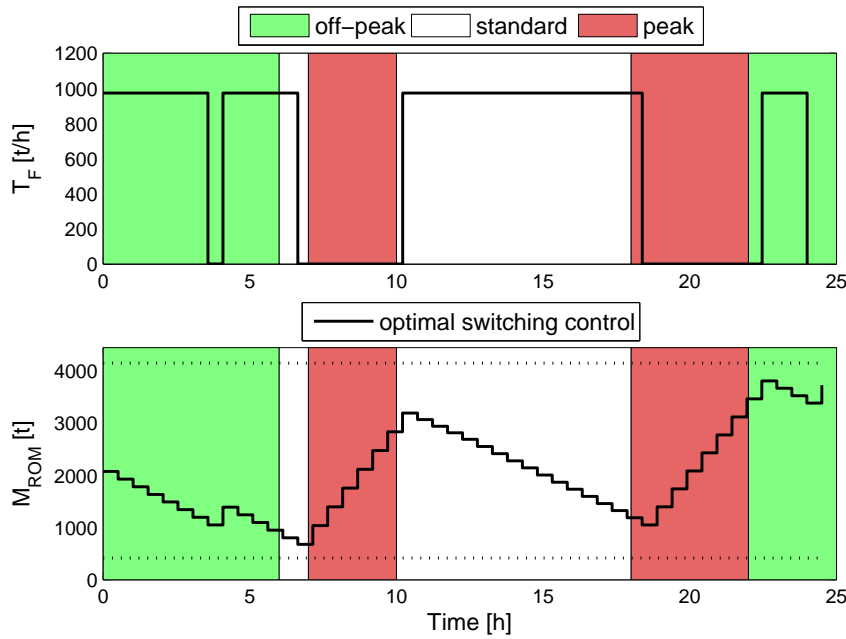 off−peak standard peak
1200
1000
800
600
400
200
0
T_F [t/h]
0 5 10 15 20 25
optimal switching control
4000
3000
2000
1000
0
M_ROM [t]
0 5 10 15 20 25
Time [h]